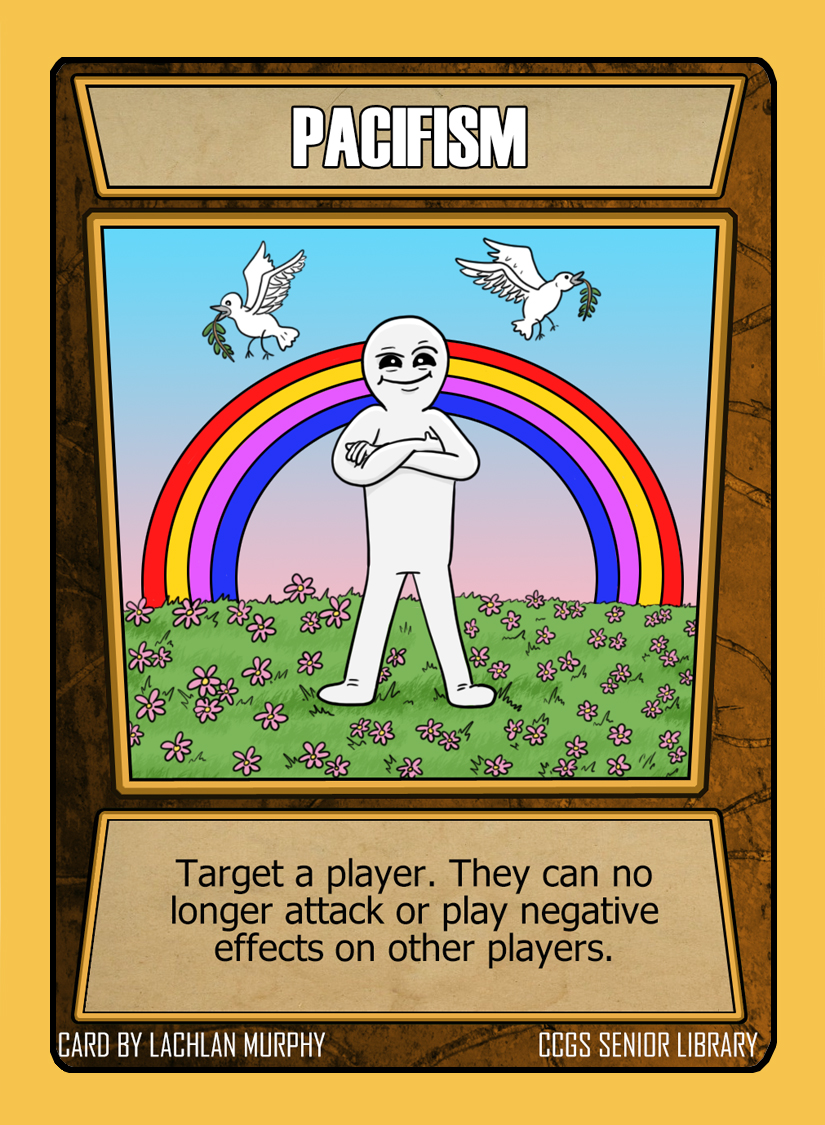 PACIFISM
Target a player. They can no
longer attack or play negative
effects on other players.
CARD BY LACHLAN MURPHY
CCGS SENIOR LIBRARY